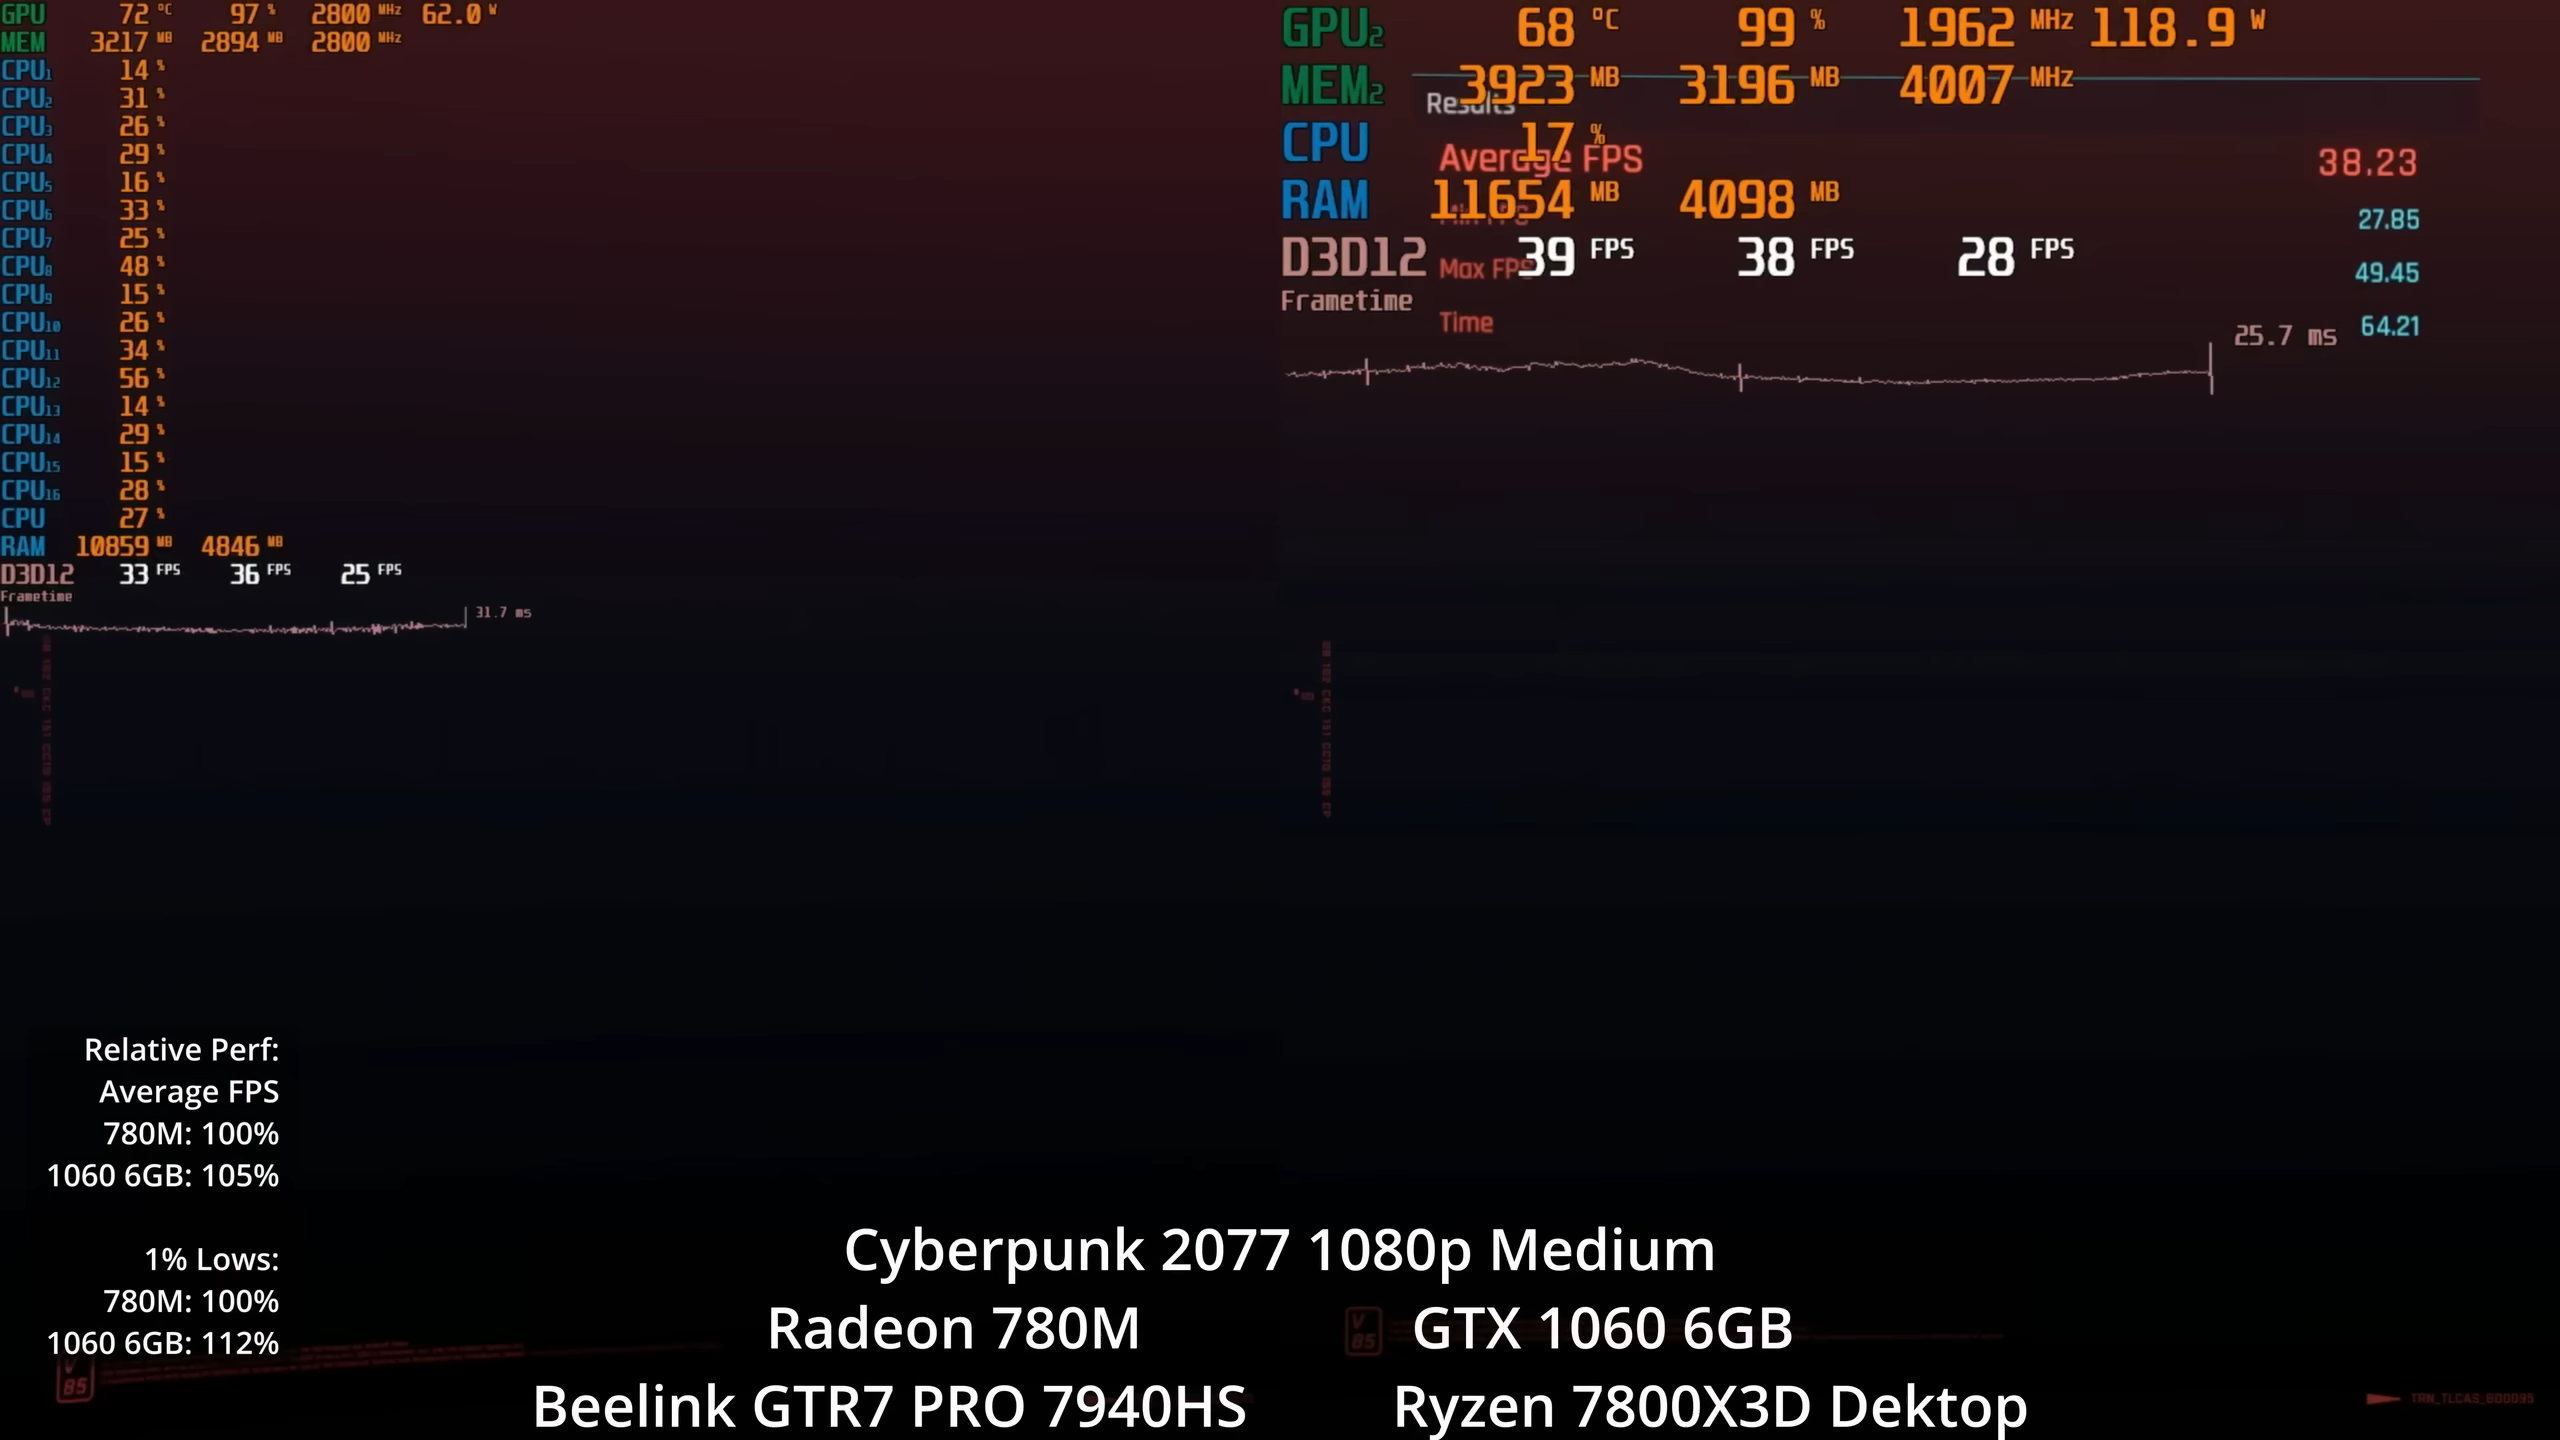 GPU 72 °C 97 % 2800 MHz 62.0 W
MEM 3217 MB 2894 MB 2800 MHz
CPU1 14 %
CPU2 31 %
CPU3 26 %
CPU4 29 %
CPU5 16 %
CPU6 33 %
CPU7 25 %
CPU8 48 %
CPU9 15 %
CPU10 26 %
CPU11 34 %
CPU12 56 %
CPU13 14 %
CPU14 29 %
CPU15 15 %
CPU16 28 %
CPU 27 %
RAM 10859 MB 4846 MB
D3D12 33 FPS 36 FPS 25 FPS
Frametime
31.7 ms
GPU2 68 °C 99 % 1962 MHz 118.9 W
MEM2 3923 MB 3196 MB 4007 MHz
Results
CPU 17 %
Average FPS 38.23
RAM 11654 MB 4098 MB
27.85
D3D12 39 FPS 38 FPS 28 FPS
Max FPS 49.45
Frametime
Time 64.21
25.7 ms
Relative Perf:
Average FPS
780M: 100%
1060 6GB: 105%
1% Lows:
780M: 100%
1060 6GB: 112%
Cyberpunk 2077 1080p Medium
Radeon 780M GTX 1060 6GB
Beelink GTR7 PRO 7940HS Ryzen 7800X3D Dektop
V
85
V
85